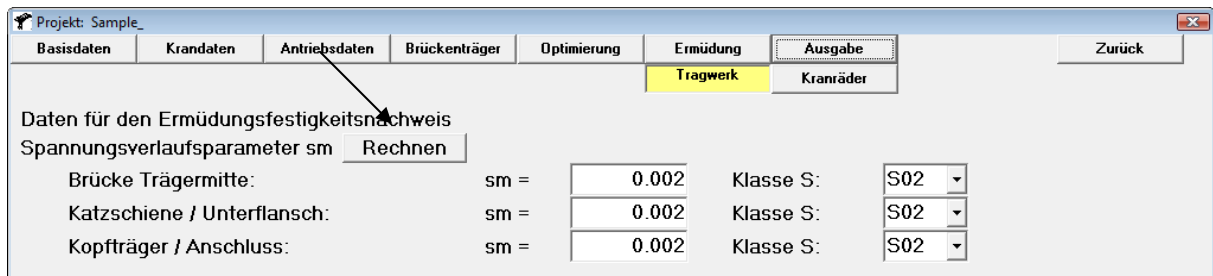 Projekt: Sample_
Basisdaten Krandaten Antriebsdaten Brückenträger Optimierung Ermüdung Ausgabe Zurück
Tragwerk Kranräder
Daten für den Ermüdungsfestigkeitsnachweis
Spannungsverlaufsparameter sm Rechnen
Brücke Trägermitte: sm = 0.002 Klasse S: S02
Katzschiene / Unterflansch: sm = 0.002 Klasse S: S02
Kopfträger / Anschluss: sm = 0.002 Klasse S: S02